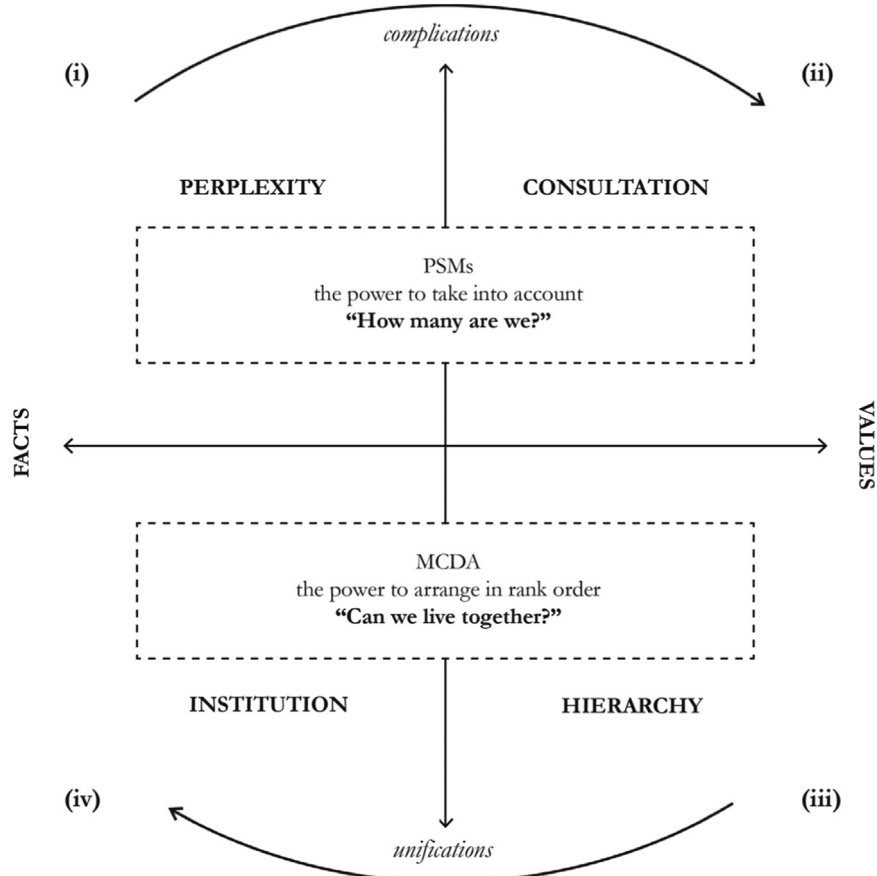 complications
(i)
(ii)
PERPLEXITY
CONSULTATION
PSMs
the power to take into account
“How many are we?”
FACTS
VALUES
MCDA
the power to arrange in rank order
“Can we live together?”
INSTITUTION
HIERARCHY
(iv)
(iii)
unifications